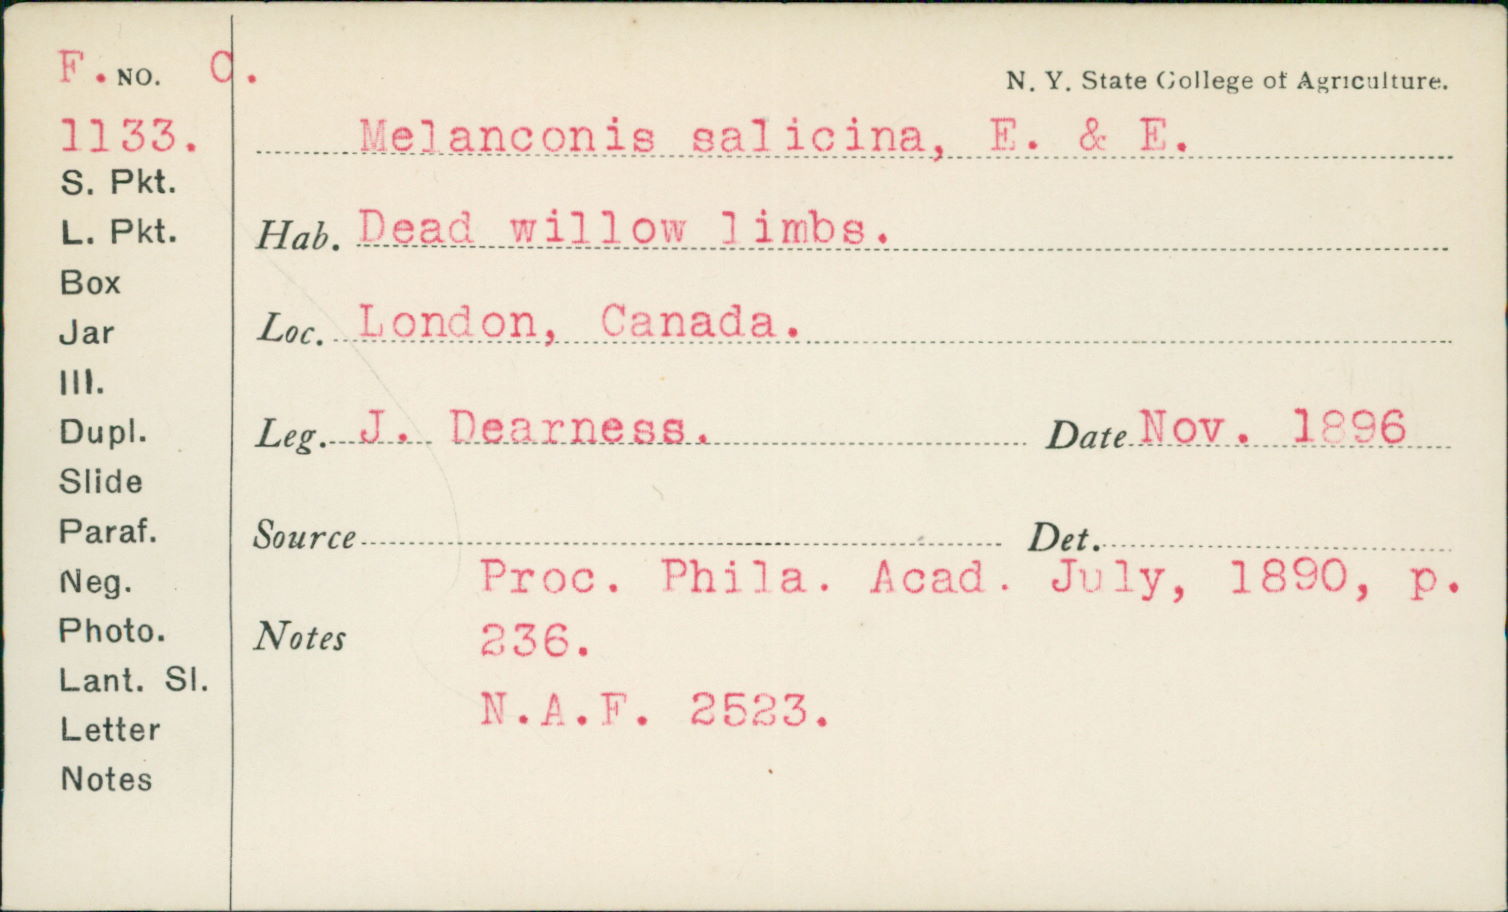 F. NO. C.
N. Y. State College of Agriculture.
1133.
Melanconis salicina, E. & E.
S. Pkt.
L. Pkt.
Hab. Dead willow limbs.
Box
Jar
Loc. London, Canada.
Ill.
Dupl.
Leg. J. Dearness. Date Nov. 1896
Slide
Paraf.
Source Det.
Neg.
Proc. Phila. Acad. July, 1890, p.
Photo.
Notes 236.
Lant. Sl.
N.A.F. 2523.
Letter
Notes